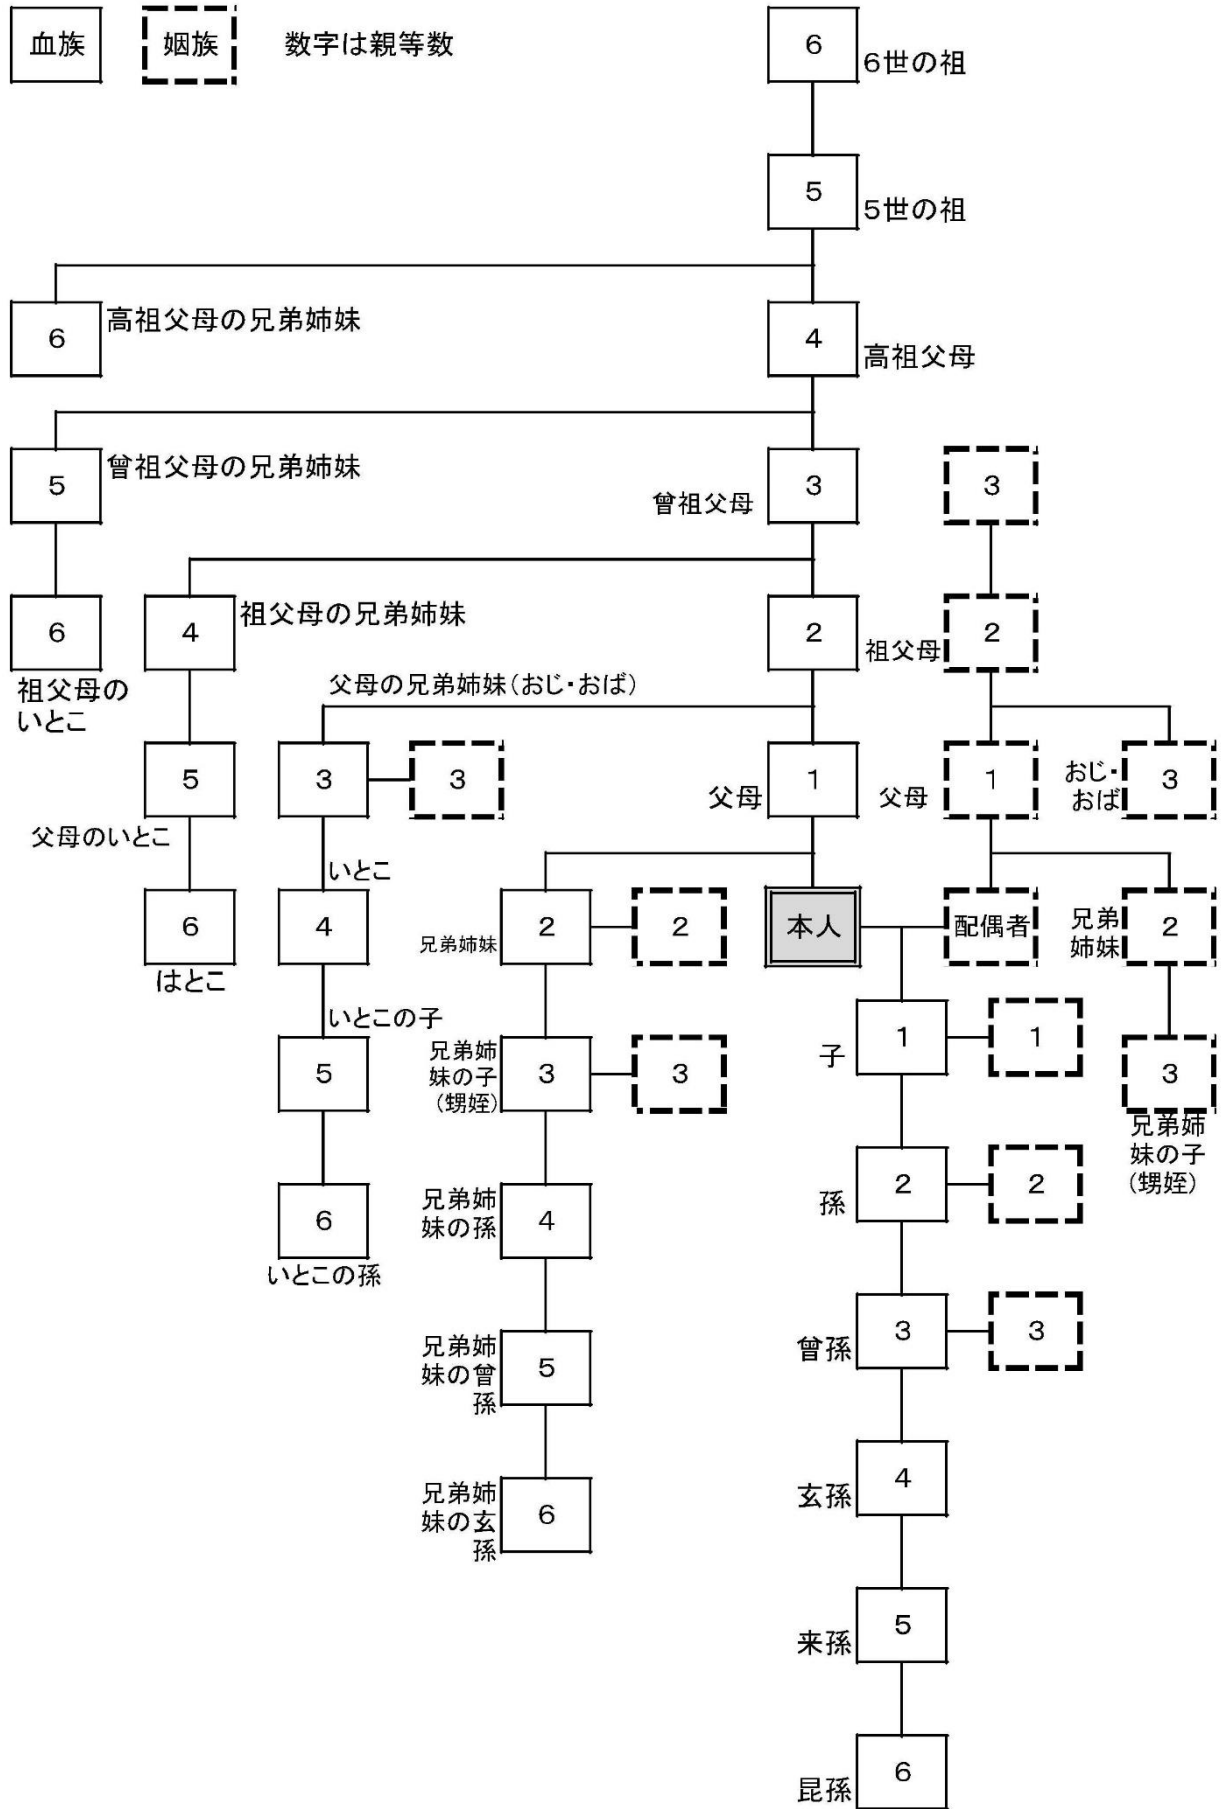 血族
姻族
数字は親等数
6
6世の祖
5
5世の祖
6
高祖父母の兄弟姉妹
4
高祖父母
5
曾祖父母の兄弟姉妹
曾祖父母
3
3
6
祖父母の
いとこ
4
祖父母の兄弟姉妹
2
祖父母
2
父母の兄弟姉妹(おじ・おば)
5
父母のいとこ
3
3
父母
1
父母
1
おじ・
おば
3
6
はとこ
いとこ
4
兄弟姉妹
2
2
本人
配偶者
兄弟
姉妹
2
いとこの子
5
兄弟姉
妹の子
(甥姪)
3
3
子
1
1
3
兄弟姉
妹の子
(甥姪)
6
いとこの孫
兄弟姉
妹の孫
4
孫
2
2
兄弟姉
妹の曾
孫
5
曾孫
3
3
兄弟姉
妹の玄
孫
6
玄孫
4
来孫
5
昆孫
6